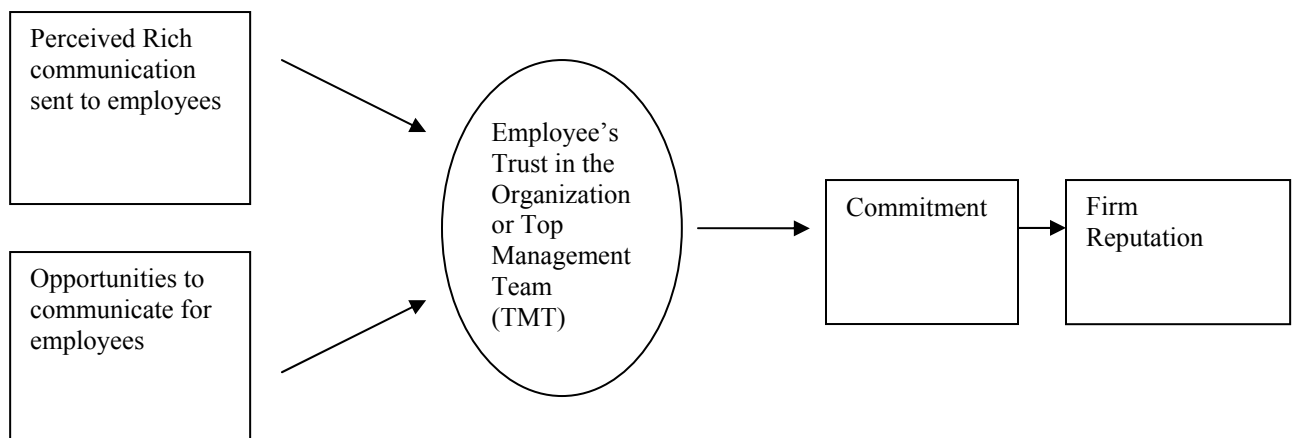 Perceived Rich
communication
sent to employees
Opportunities to
communicate for
employees
Employee’s
Trust in the
Organization
or Top
Management
Team
(TMT)
Commitment
Firm
Reputation